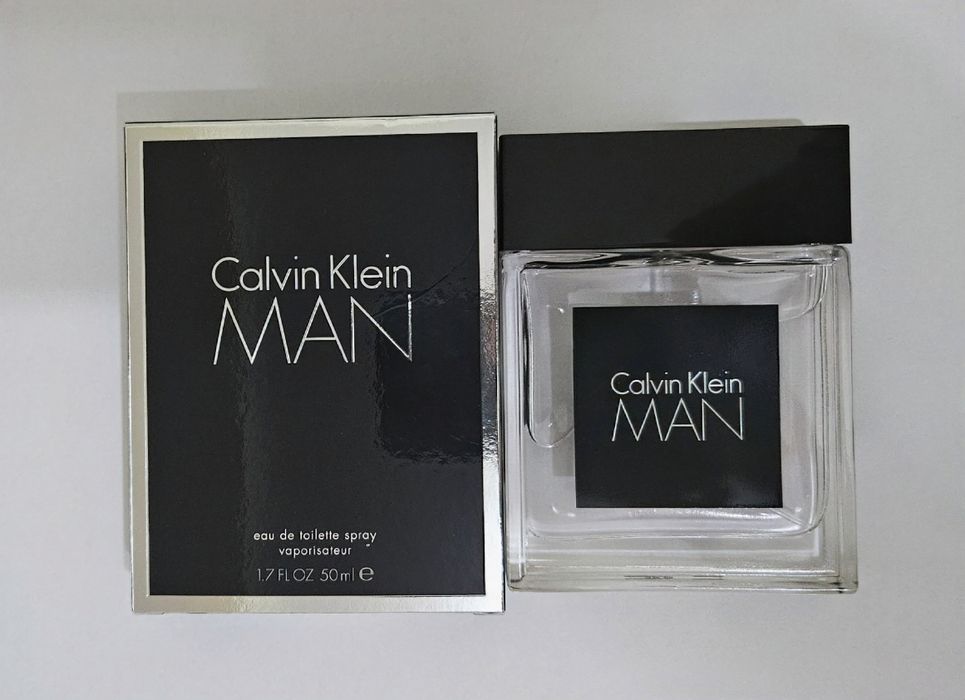 Calvin Klein
MAN
eau de toilette spray
vaporisateur
1.7 FL OZ 50 ml ℮
Calvin Klein
MAN